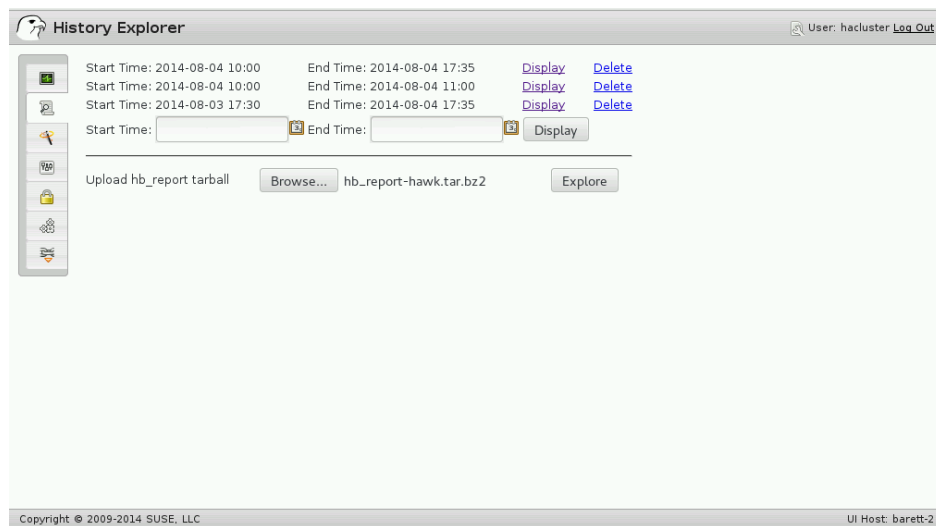 History Explorer
User: hacluster Log Out
Start Time: 2014-08-04 10:00 End Time: 2014-08-04 17:35 Display Delete
Start Time: 2014-08-04 10:00 End Time: 2014-08-04 11:00 Display Delete
Start Time: 2014-08-03 17:30 End Time: 2014-08-04 17:35 Display Delete
Start Time: End Time: Display
Upload hb_report tarball Browse... hb_report-hawk.tar.bz2 Explore
Copyright © 2009-2014 SUSE, LLC
UI Host: barett-2